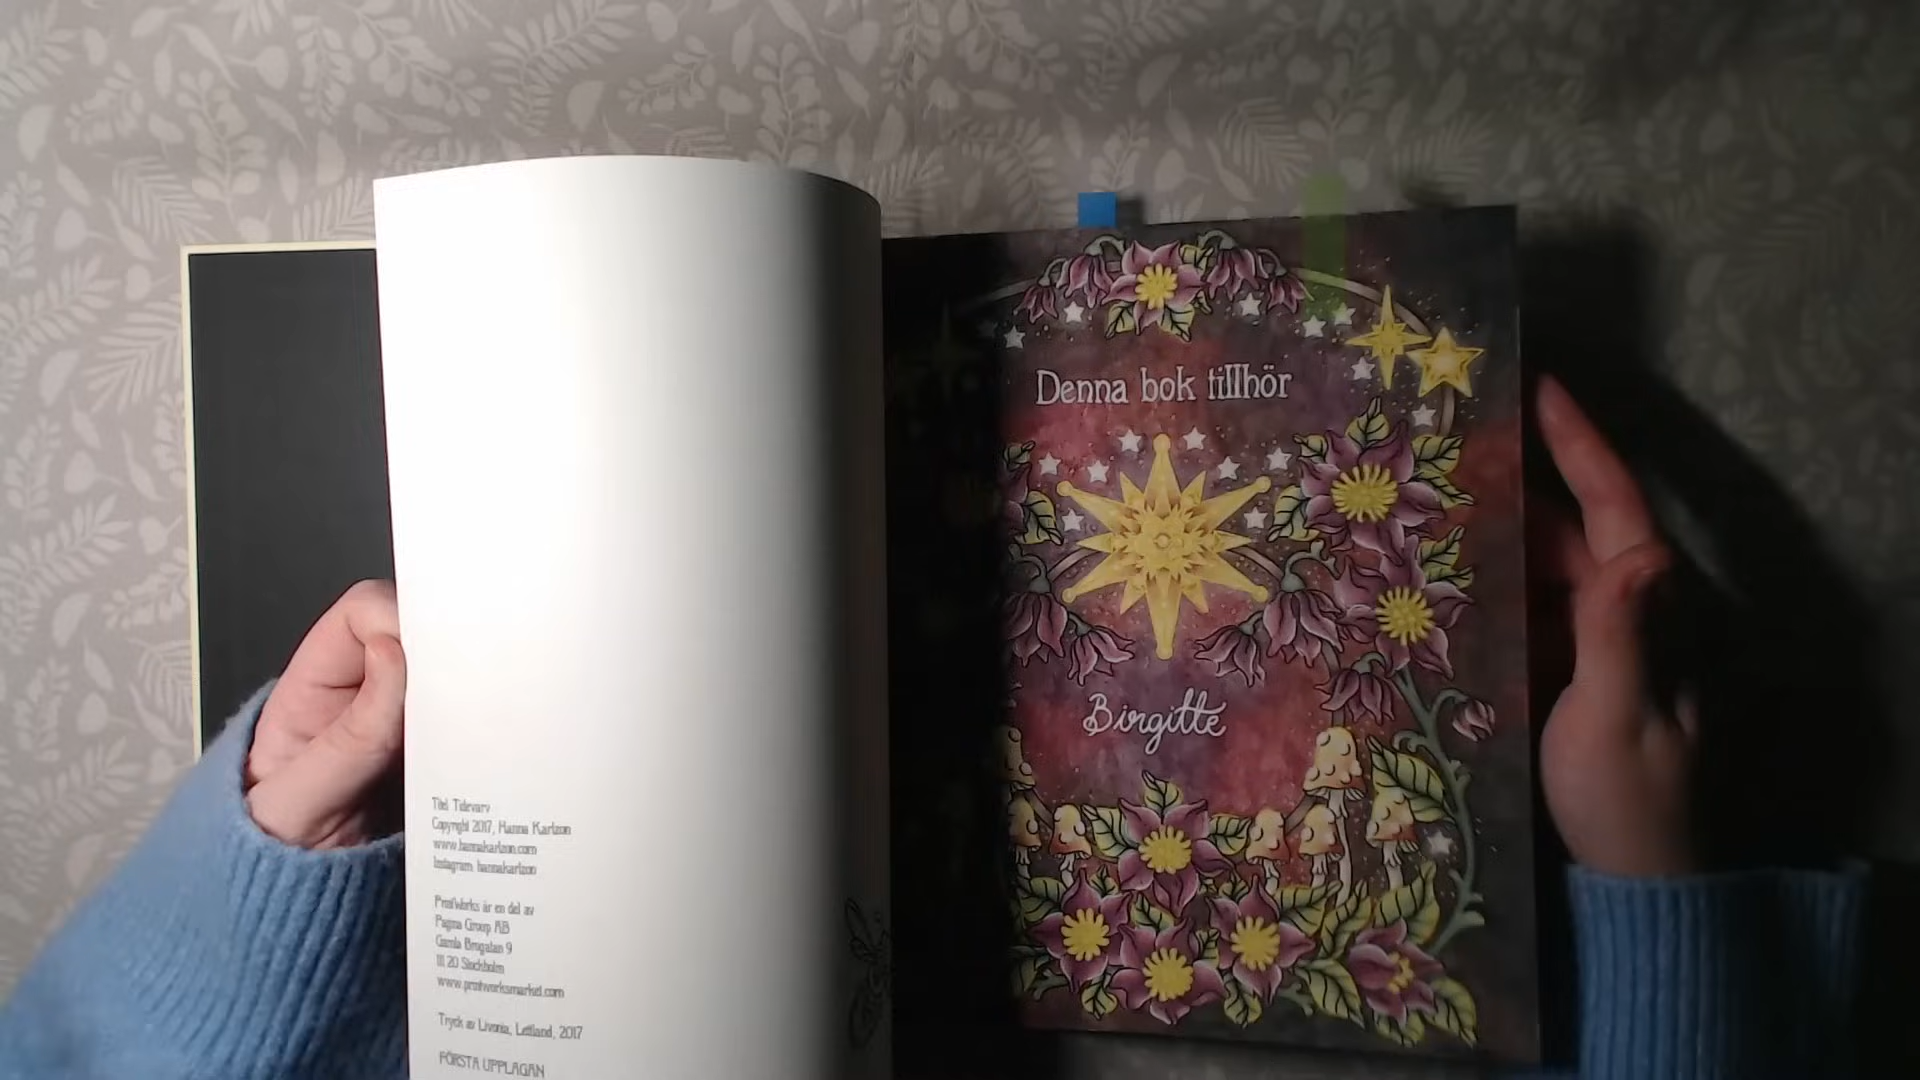 Titel: Tidevarv
Copyright 2017, Hanna Karlzon
www.hannakarlzon.com
Instagram: hannakarlzon
Printworks är en del av
Pagina Group AB
Gamla Brogatan 9
111 20 Stockholm
www.printworksmarket.com
Tryck av Livonia, Lettland, 2017
FÖRSTA UPPLAGAN
Denna bok tillhör
Birgitte